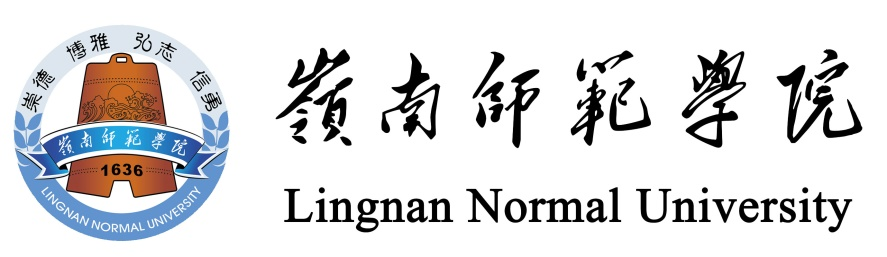 崇德 博雅 弘志 信勇
嶺南師範學院
1636
LINGNAN NORMAL UNIVERSITY
嶺南師範學院
Lingnan Normal University